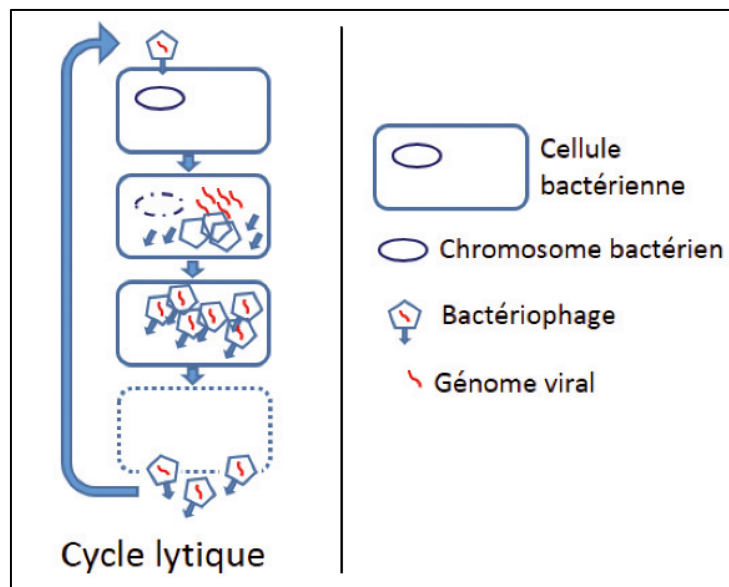 Cycle lytique
Cellule
bactérienne
Chromosome bactérien
Bactériophage
Génome viral